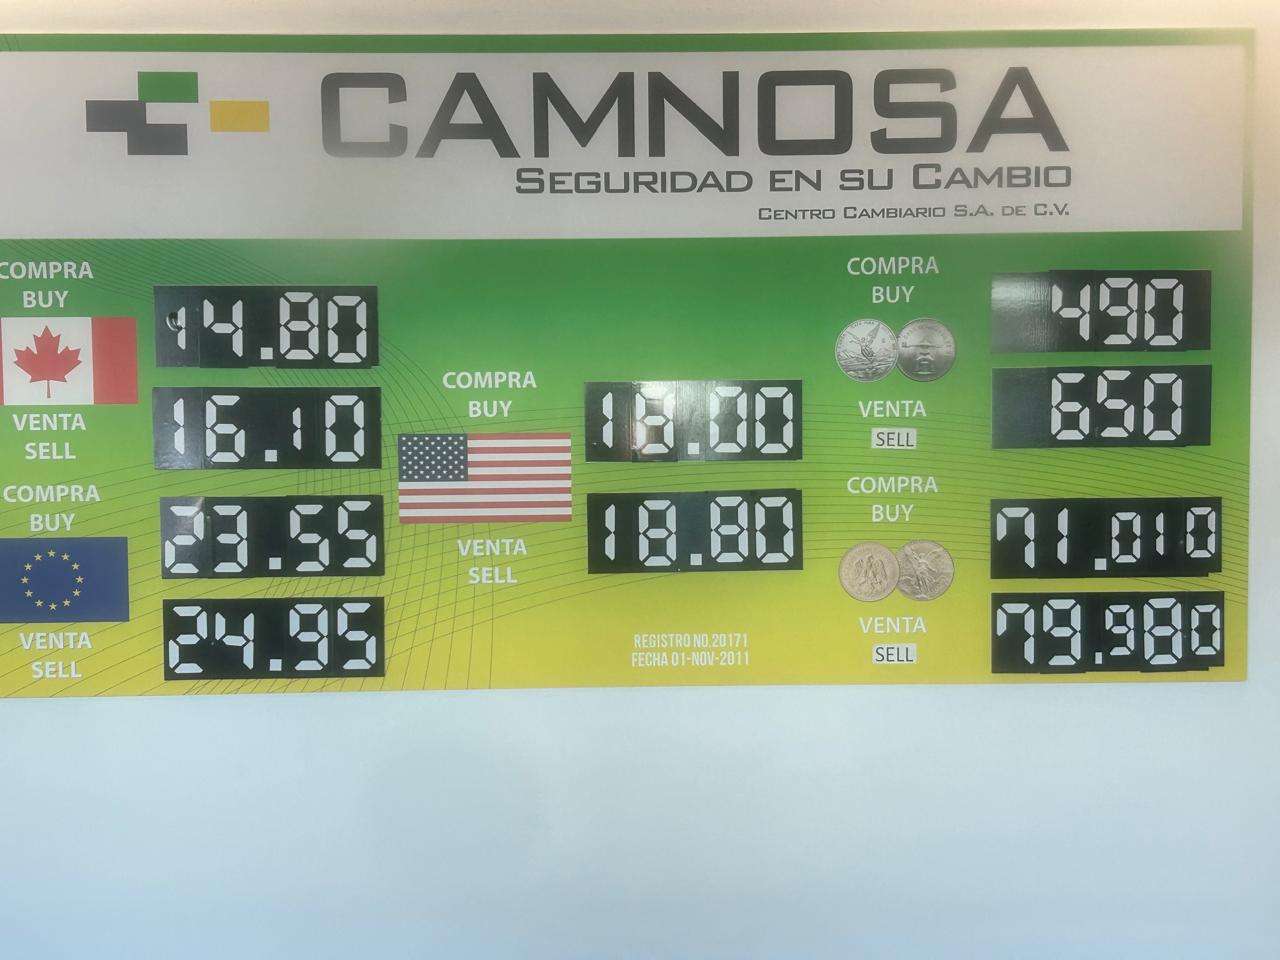 CAMNOSA
SEGURIDAD EN SU CAMBIO
CENTRO CAMBIARIO S.A. DE C.V.
COMPRA
BUY
14.80
VENTA
SELL
16.10
COMPRA
BUY
23.55
VENTA
SELL
24.95
COMPRA
BUY
18.00
VENTA
SELL
18.80
REGISTRO NO.20171
FECHA 01-NOV-2011
COMPRA
BUY
490
VENTA
SELL
650
COMPRA
BUY
71.010
VENTA
SELL
79.980